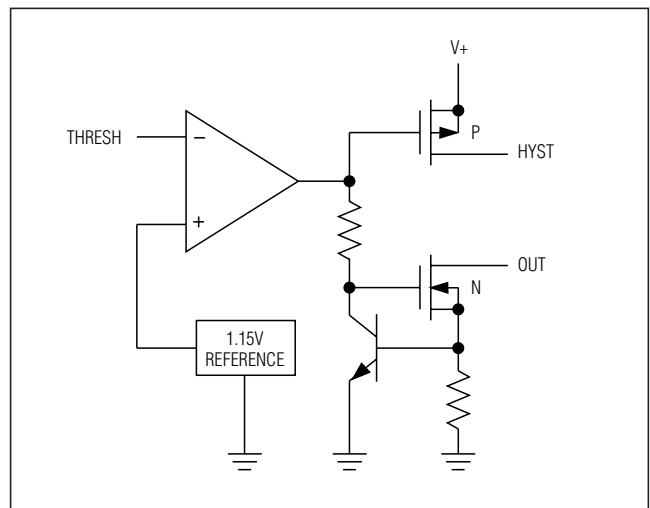 V+
THRESH
−
P
HYST
+
OUT
N
1.15V
REFERENCE